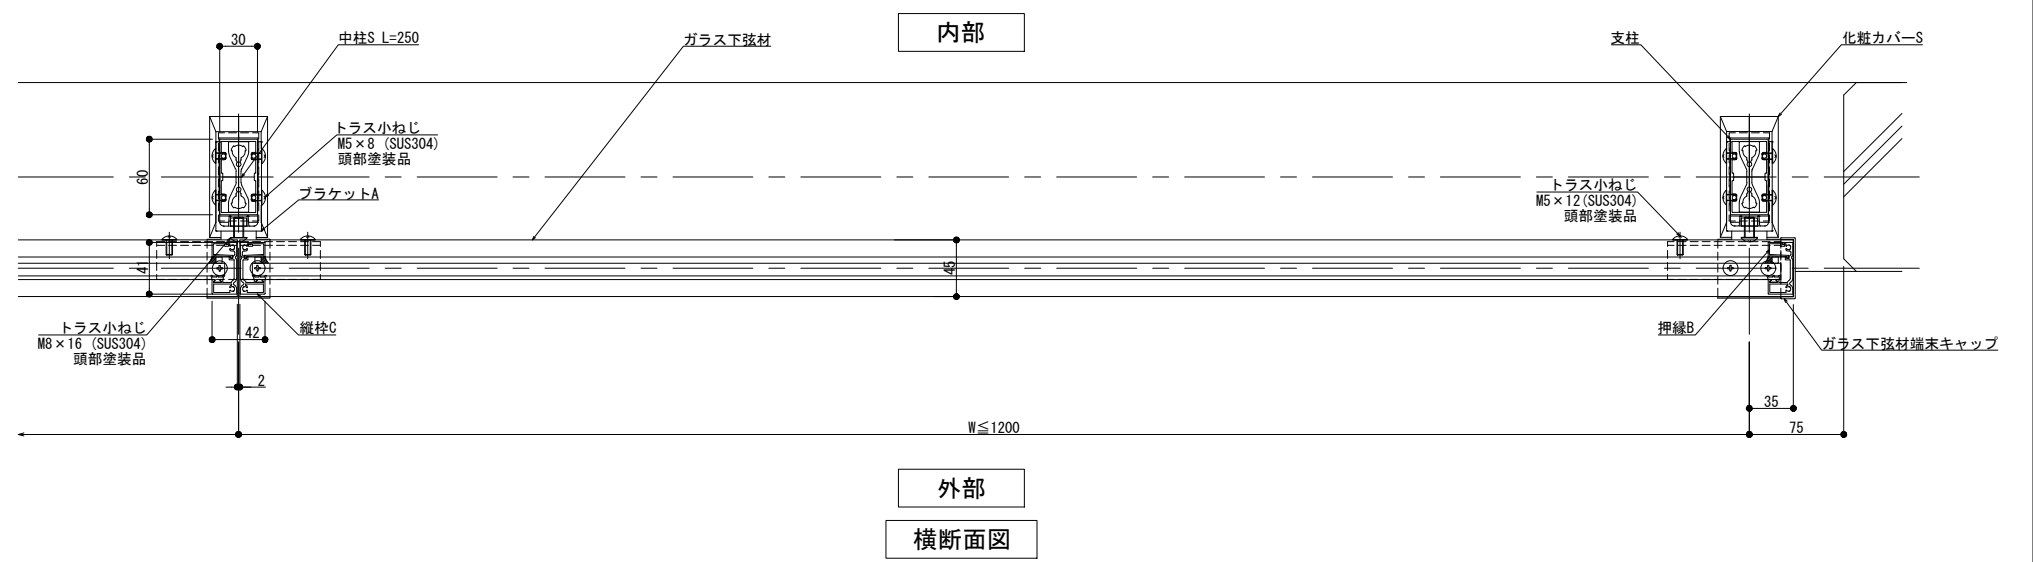 内部
30
中柱S L=250
ガラス下弦材
支柱
化粧カバーS
トラス小ねじ
M5×8 (SUS304)
頭部塗装品
60
ブラケットA
トラス小ねじ
M5×12(SUS304)
頭部塗装品
41
45
トラス小ねじ
M8×16 (SUS304)
頭部塗装品
42
縦枠C
押縁B
ガラス下弦材端末キャップ
2
35
W≦1200
75
外部
横断面図